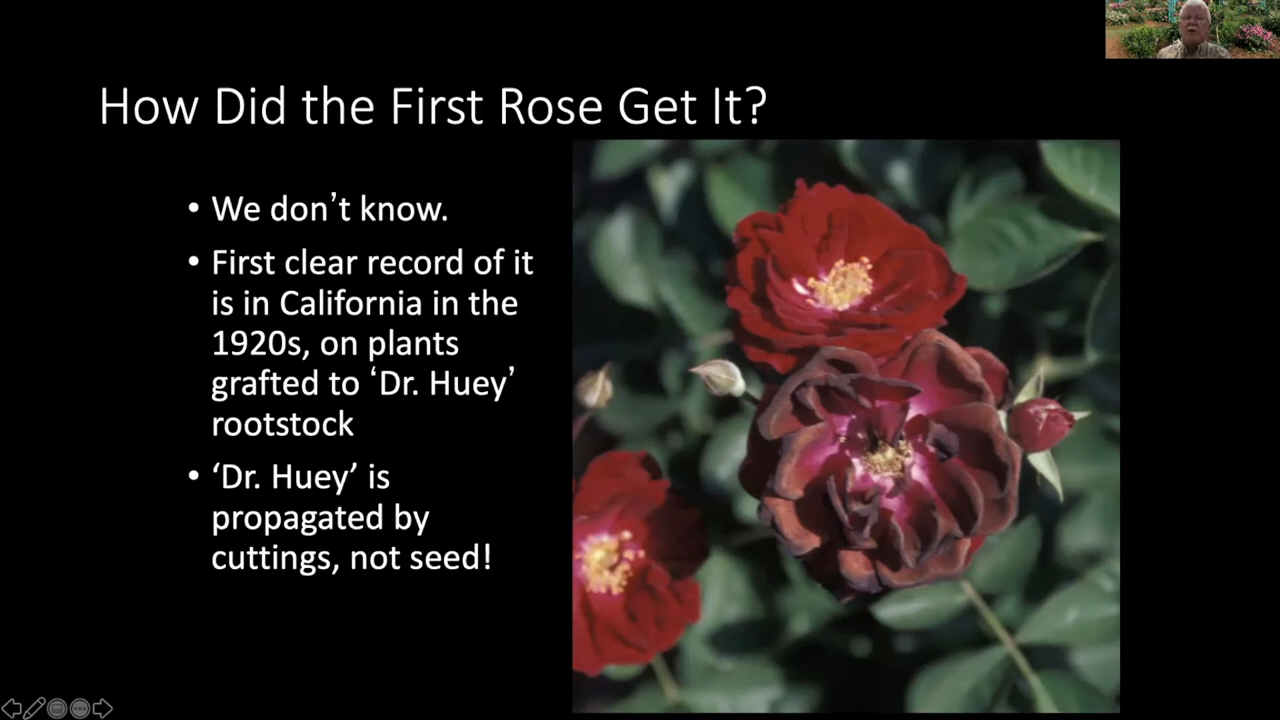 How Did the First Rose Get It?
• We don’t know.
• First clear record of it
is in California in the
1920s, on plants
grafted to ‘Dr. Huey’
rootstock
• ‘Dr. Huey’ is
propagated by
cuttings, not seed!